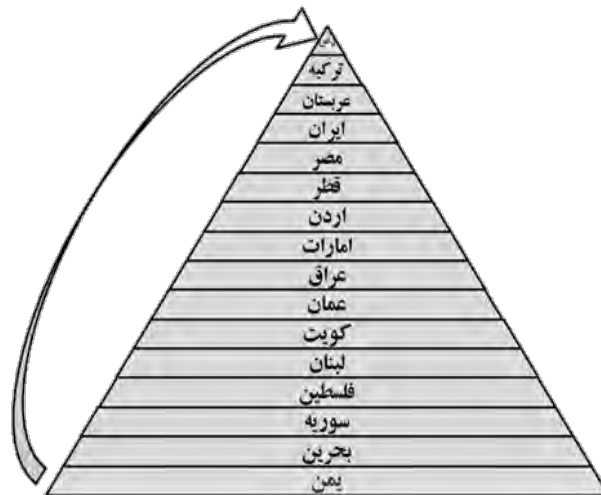 ترکیه
عربستان
ایران
مصر
قطر
اردن
امارات
عراق
عمان
کویت
لبنان
فلسطین
سوریه
بحرین
یمن